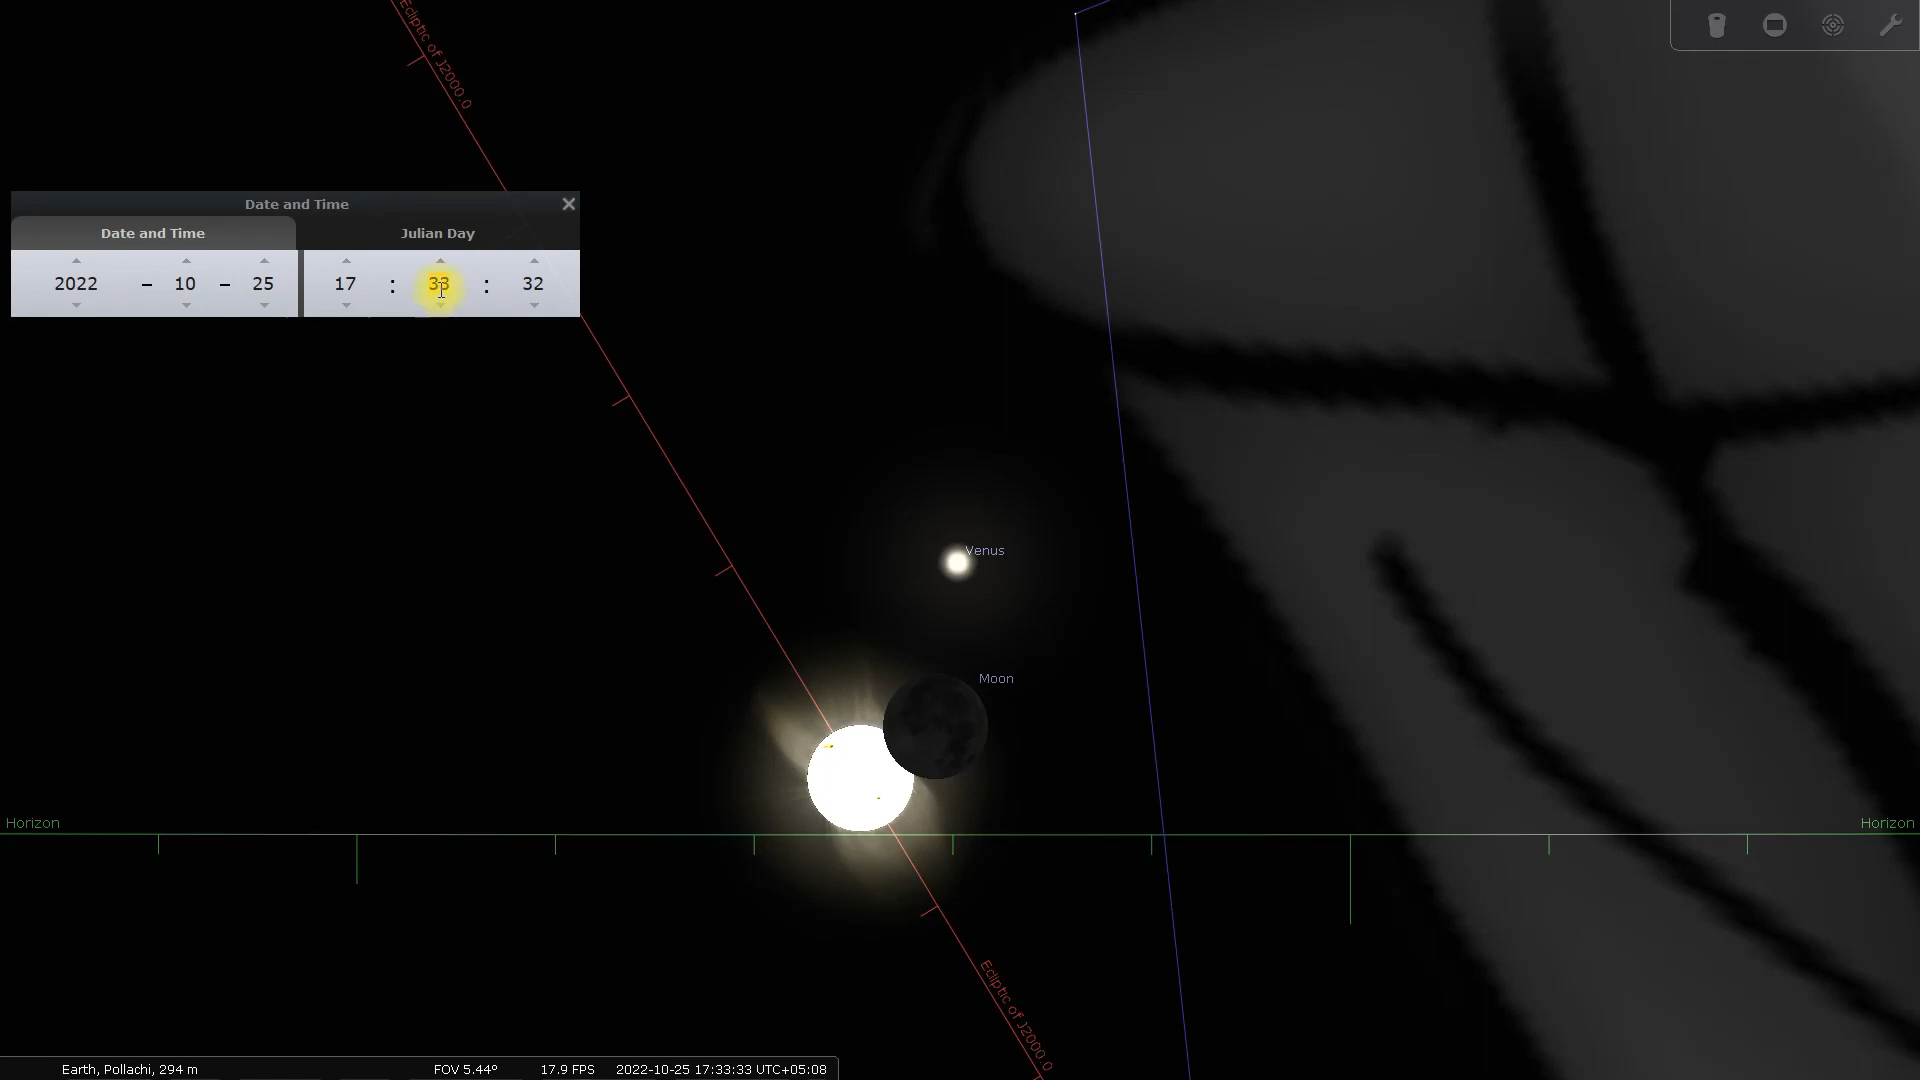 Ecliptic of J2000.0
Date and Time
Date and Time
Julian Day
2022 - 10 - 25 17 : 33 : 32
Venus
Moon
Horizon
Horizon
Ecliptic of J2000.0
Earth, Pollachi, 294 m
FOV 5.44°
17.9 FPS
2022-10-25 17:33:33 UTC+05:08